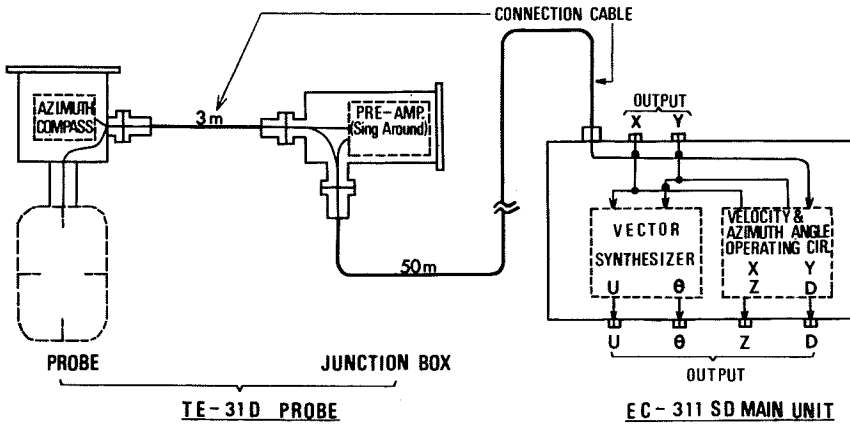 CONNECTION CABLE
AZIMUTH
COMPASS
3m
PRE-AMP.
(Sing Around)
OUTPUT
X Y
50m
VECTOR
SYNTHESIZER
U θ
VELOCITY &
AZIMUTH ANGLE
OPERATING CIR.
X Y
Z D
U θ Z D
OUTPUT
PROBE
JUNCTION BOX
TE-31D PROBE
EC-311 SD MAIN UNIT